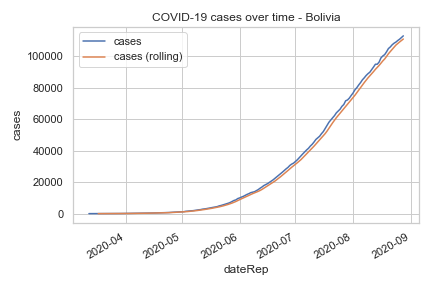 COVID-19 cases over time - Bolivia
cases
cases (rolling)
100000
80000
60000
40000
20000
0
cases
2020-04
2020-05
2020-06
2020-07
2020-08
2020-09
dateRep